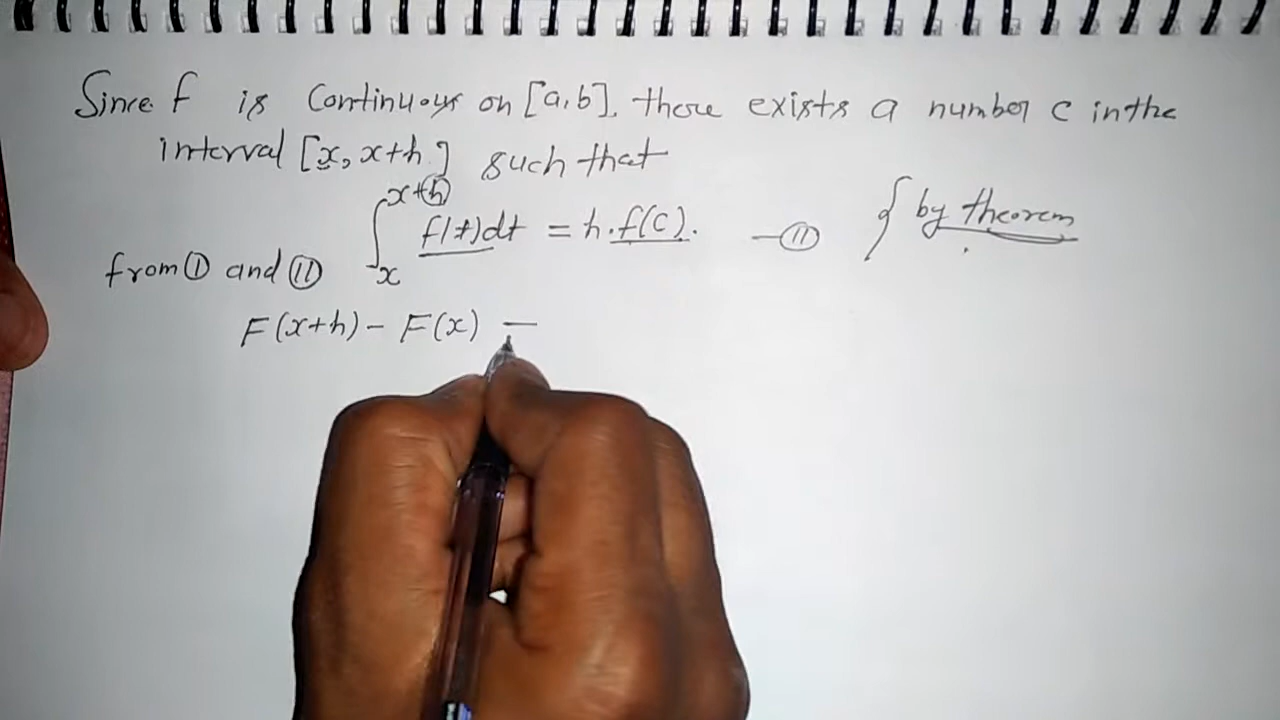 Since f is continuous on [a,b], there exists a number c in the
interval [x, x+h] such that
∫ₓˣ⁺ʰ f(t)dt = h.f(c). —(II) { by theorem
from (I) and (II)
F(x+h) - F(x) =